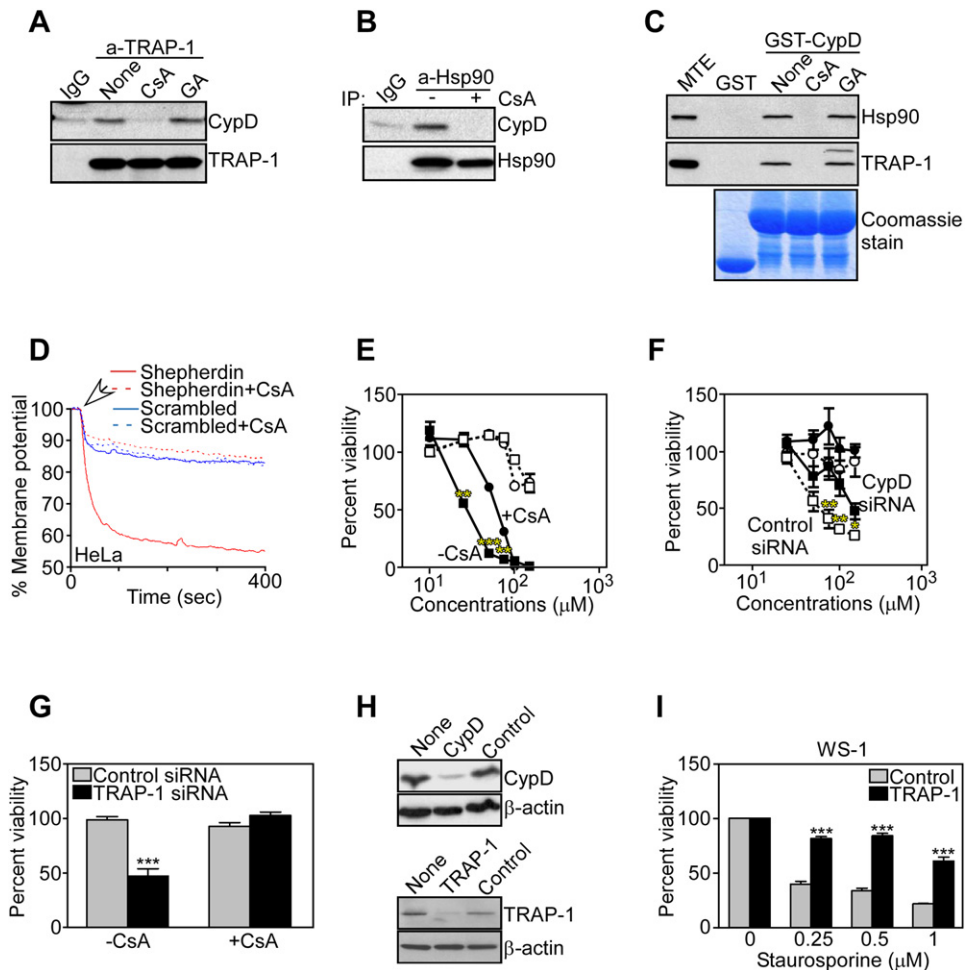 A
a-TRAP-1
IgG
None
CsA
GA
CypD
TRAP-1
B
a-Hsp90
IP:
IgG
-
+
CsA
CypD
Hsp90
C
GST-CypD
MTE
GST
None
CsA
GA
Hsp90
TRAP-1
Coomassie
stain
D
Shepherdin
Shepherdin+CsA
Scrambled
Scrambled+CsA
% Membrane potential
100
90
80
70
60
50
HeLa
0
400
Time (sec)
E
Percent viability
150
100
50
0
**
***
**
+CsA
-CsA
10¹
10²
10³
Concentrations (μM)
F
Percent viability
150
100
50
0
CypD
siRNA
Control
siRNA
**
**
*
10¹
10²
10³
Concentrations (μM)
G
Percent viability
150
100
50
0
Control siRNA
TRAP-1 siRNA
***
-CsA
+CsA
H
None
CypD
Control
CypD
β-actin
None
TRAP-1
Control
TRAP-1
β-actin
I
WS-1
Percent viability
150
100
50
0
Control
TRAP-1
***
***
***
0
0.25
0.5
1
Staurosporine (μM)